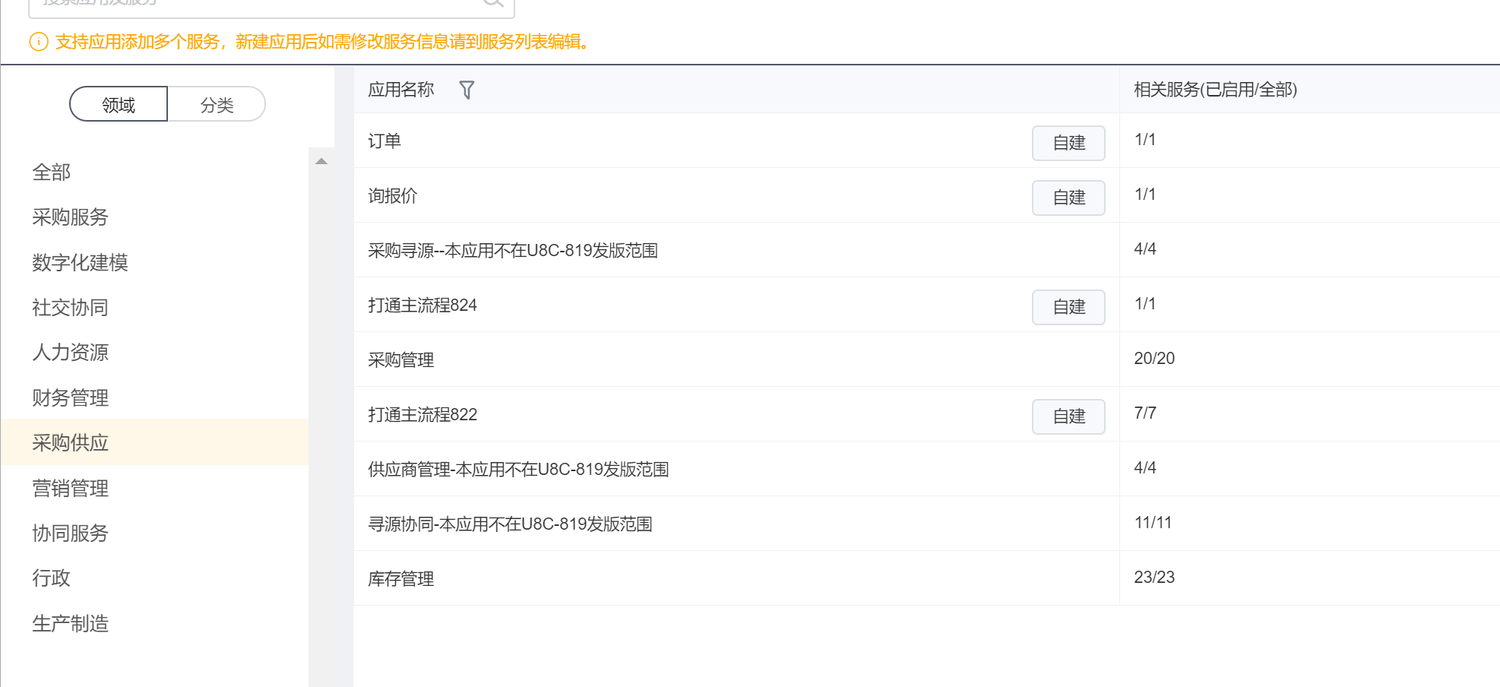 支持应用添加多个服务，新建应用后如需修改服务信息请到服务列表编辑。
领域 分类
全部
采购服务
数字化建模
社交协同
人力资源
财务管理
采购供应
营销管理
协同服务
行政
生产制造
应用名称 相关服务(已启用/全部)
订单 自建 1/1
询报价 自建 1/1
采购寻源--本应用不在U8C-819发版范围 4/4
打通主流程824 自建 1/1
采购管理 20/20
打通主流程822 自建 7/7
供应商管理-本应用不在U8C-819发版范围 4/4
寻源协同-本应用不在U8C-819发版范围 11/11
库存管理 23/23